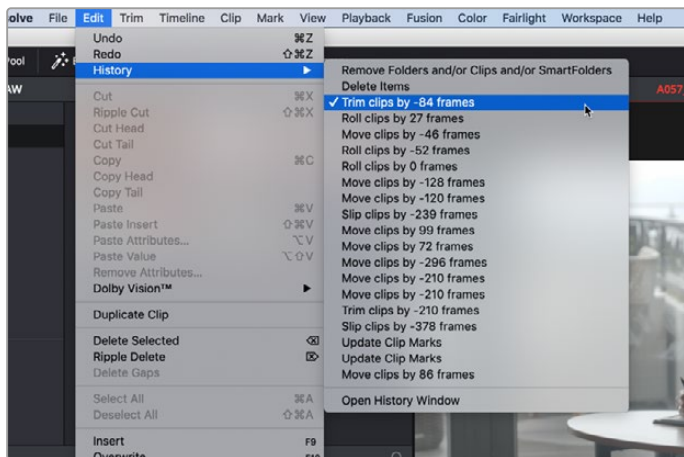 olve File Edit Trim Timeline Clip Mark View Playback Fusion Color Fairlight Workspace Help
ool
AW
A057
Undo ⌘Z
Redo ⇧⌘Z
History ▶
Cut ⌘X
Ripple Cut ⇧⌘X
Cut Head
Cut Tail
Copy ⌘C
Copy Head
Copy Tail
Paste ⌘V
Paste Insert ⇧⌘V
Paste Attributes... ⌥V
Paste Value ⌥⇧V
Remove Attributes...
Dolby Vision™ ▶
Duplicate Clip
Delete Selected ⌫
Ripple Delete ⌦
Delete Gaps
Select All ⌘A
Deselect All ⇧⌘A
Insert F9
Overwrite F10
Remove Folders and/or Clips and/or SmartFolders
Delete Items
✓ Trim clips by -84 frames
Roll clips by 27 frames
Move clips by -46 frames
Roll clips by -52 frames
Roll clips by 0 frames
Move clips by -128 frames
Move clips by -120 frames
Slip clips by -239 frames
Move clips by 99 frames
Move clips by 72 frames
Move clips by -296 frames
Move clips by -210 frames
Move clips by -210 frames
Trim clips by -210 frames
Slip clips by -378 frames
Update Clip Marks
Update Clip Marks
Move clips by 86 frames
Open History Window